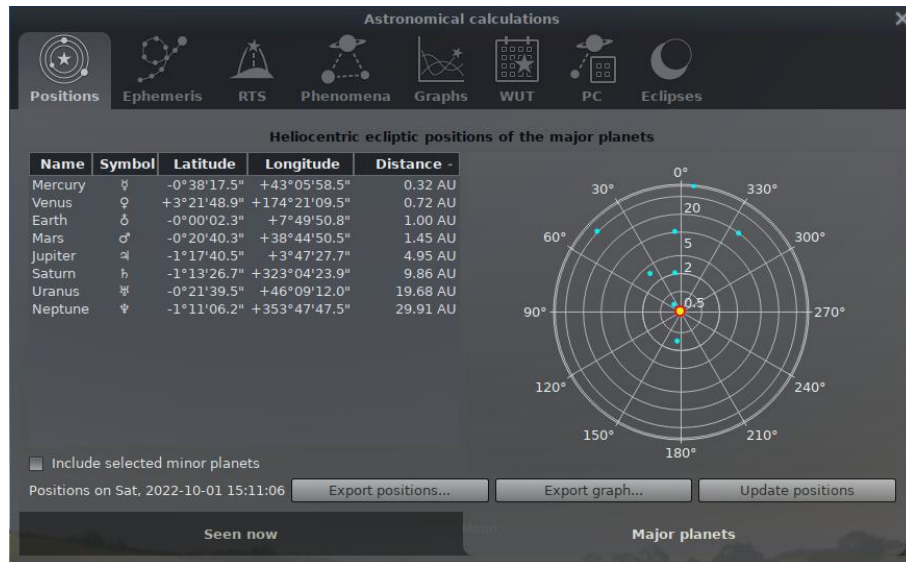 Astronomical calculations
Positions Ephemeris RTS Phenomena Graphs WUT PC Eclipses
Heliocentric ecliptic positions of the major planets
Name Symbol Latitude Longitude Distance
Mercury ☿ -0°38'17.5" +43°05'58.5" 0.32 AU
Venus ♀ +3°21'48.9" +174°21'09.5" 0.72 AU
Earth ♁ -0°00'02.3" +7°49'50.8" 1.00 AU
Mars ♂ -0°20'40.3" +38°44'50.5" 1.45 AU
Jupiter ♃ -1°17'40.5" +3°47'27.7" 4.95 AU
Saturn ♄ -1°13'26.7" +323°04'23.9" 9.86 AU
Uranus ♅ -0°21'39.5" +46°09'12.0" 19.68 AU
Neptune ♆ -1°11'06.2" +353°47'47.5" 29.91 AU
0°
30° 330°
20
60° 5 300°
2
0.5
90° 270°
120° 240°
150° 210°
180°
Include selected minor planets
Positions on Sat, 2022-10-01 15:11:06 Export positions... Export graph... Update positions
Seen now Moon Major planets